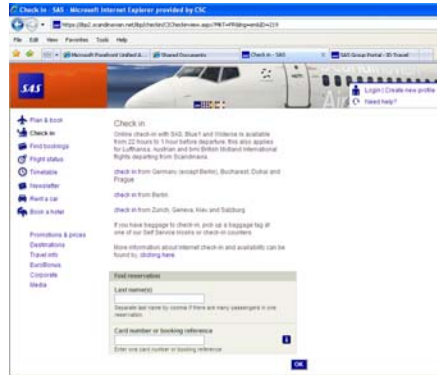 Check In - SAS - Microsoft Internet Explorer provided by CSC
File Edit View Favorites Tools Help
Shared Documents
Check in - SAS
SAS Group Portal - ID Travel
SAS
Login | Create new profile
Need help?
Plan & book
Check in
Find bookings
Flight status
Timetable
Newsletter
Rent a car
Book a hotel
Promotions & prices
Destinations
Travel info
EuroBonus
Corporate
Media
Check in
Online check-in with SAS, Blue1 and Widerøe is available
from 22 hours to 1 hour before departure. this also applies
for Lufthansa, Austrian and bmi British Midland International
flights departing from Scandinavia.
check in from Germany (except Berlin), Bucharest, Dubai and
Prague
check in from Berlin.
check in from Zurich, Geneva, Kiev and Salzburg
If you have baggage to check-in, pick up a baggage tag at
one of our Self Service kiosks or check-in counters.
More information about internet check-in and availability can be
found by, clicking here.
Find reservation
Last name(s)
Separate last name by comma if there are many passengers in one
reservation.
Card number or booking reference
Enter one card number or booking reference
OK